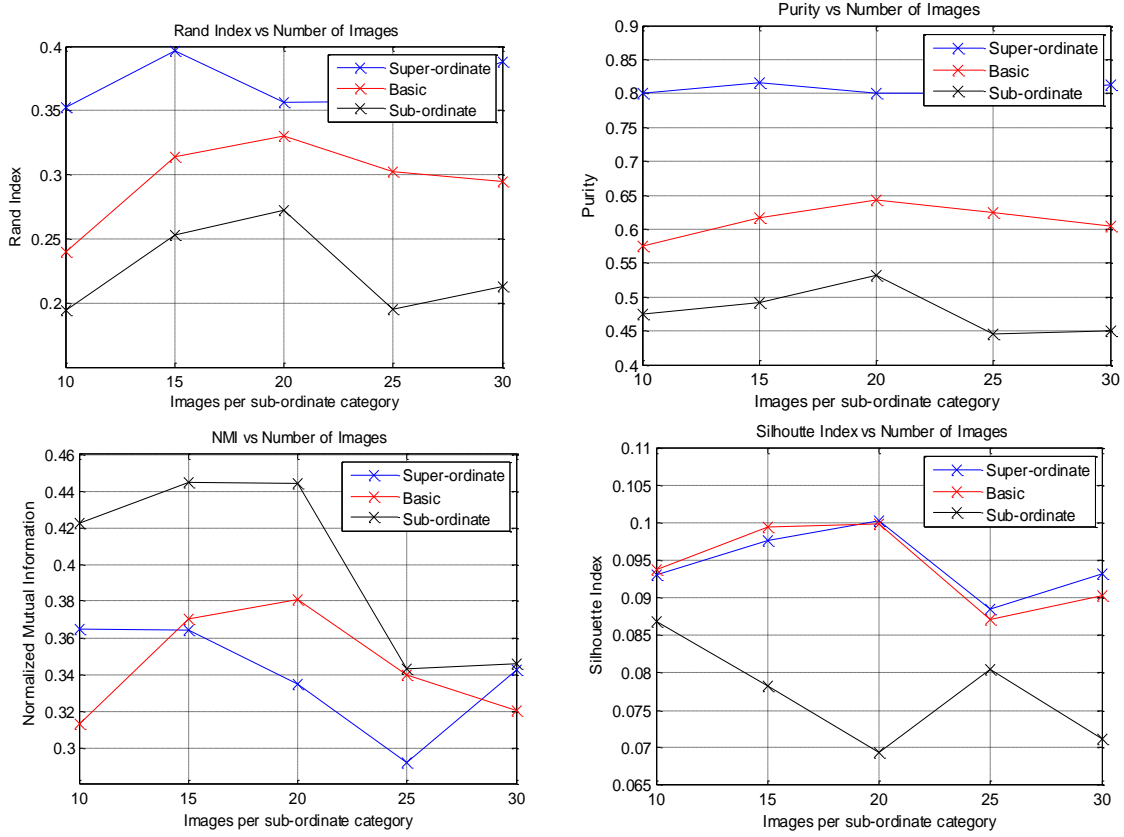 Rand Index vs Number of Images
0.4
0.35
0.3
0.25
0.2
Rand Index
Super-ordinate
Basic
Sub-ordinate
10 15 20 25 30
Images per sub-ordinate category
Purity vs Number of Images
0.9
0.85
0.8
0.75
0.7
0.65
0.6
0.55
0.5
0.45
0.4
Purity
Super-ordinate
Basic
Sub-ordinate
10 15 20 25 30
Images per sub-ordinate category
NMI vs Number of Images
0.46
0.44
0.42
0.4
0.38
0.36
0.34
0.32
0.3
Normalized Mutual Information
Super-ordinate
Basic
Sub-ordinate
10 15 20 25 30
Images per sub-ordinate category
Silhoutte Index vs Number of Images
0.11
0.105
0.1
0.095
0.09
0.085
0.08
0.075
0.07
0.065
Silhouette Index
Super-ordinate
Basic
Sub-ordinate
10 15 20 25 30
Images per sub-ordinate category